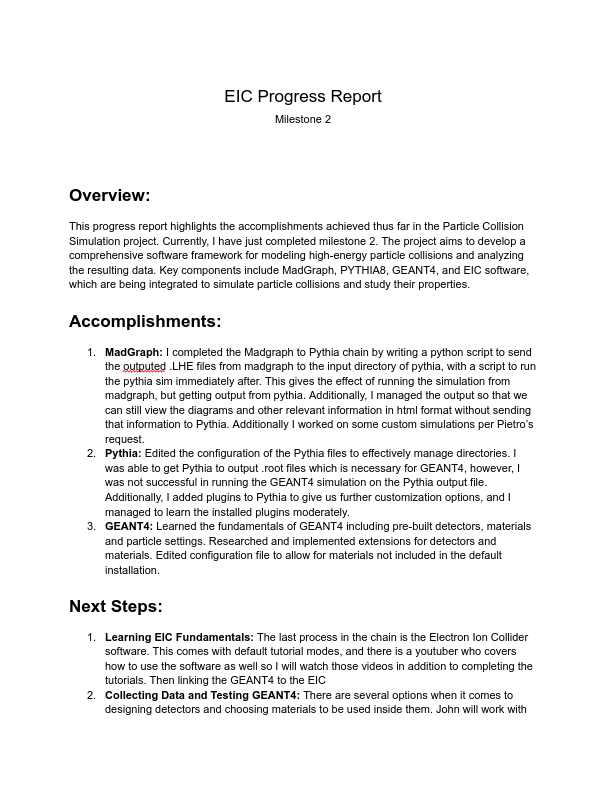 EIC Progress Report
Milestone 2
Overview:
This progress report highlights the accomplishments achieved thus far in the Particle Collision
Simulation project. Currently, I have just completed milestone 2. The project aims to develop a
comprehensive software framework for modeling high-energy particle collisions and analyzing
the resulting data. Key components include MadGraph, PYTHIA8, GEANT4, and EIC software,
which are being integrated to simulate particle collisions and study their properties.
Accomplishments:
1. MadGraph: I completed the Madgraph to Pythia chain by writing a python script to send
the outputed .LHE files from madgraph to the input directory of pythia, with a script to run
the pythia sim immediately after. This gives the effect of running the simulation from
madgraph, but getting output from pythia. Additionally, I managed the output so that we
can still view the diagrams and other relevant information in html format without sending
that information to Pythia. Additionally I worked on some custom simulations per Pietro’s
request.
2. Pythia: Edited the configuration of the Pythia files to effectively manage directories. I
was able to get Pythia to output .root files which is necessary for GEANT4, however, I
was not successful in running the GEANT4 simulation on the Pythia output file.
Additionally, I added plugins to Pythia to give us further customization options, and I
managed to learn the installed plugins moderately.
3. GEANT4: Learned the fundamentals of GEANT4 including pre-built detectors, materials
and particle settings. Researched and implemented extensions for detectors and
materials. Edited configuration file to allow for materials not included in the default
installation.
Next Steps:
1. Learning EIC Fundamentals: The last process in the chain is the Electron Ion Collider
software. This comes with default tutorial modes, and there is a youtuber who covers
how to use the software as well so I will watch those videos in addition to completing the
tutorials. Then linking the GEANT4 to the EIC
2. Collecting Data and Testing GEANT4: There are several options when it comes to
designing detectors and choosing materials to be used inside them. John will work with